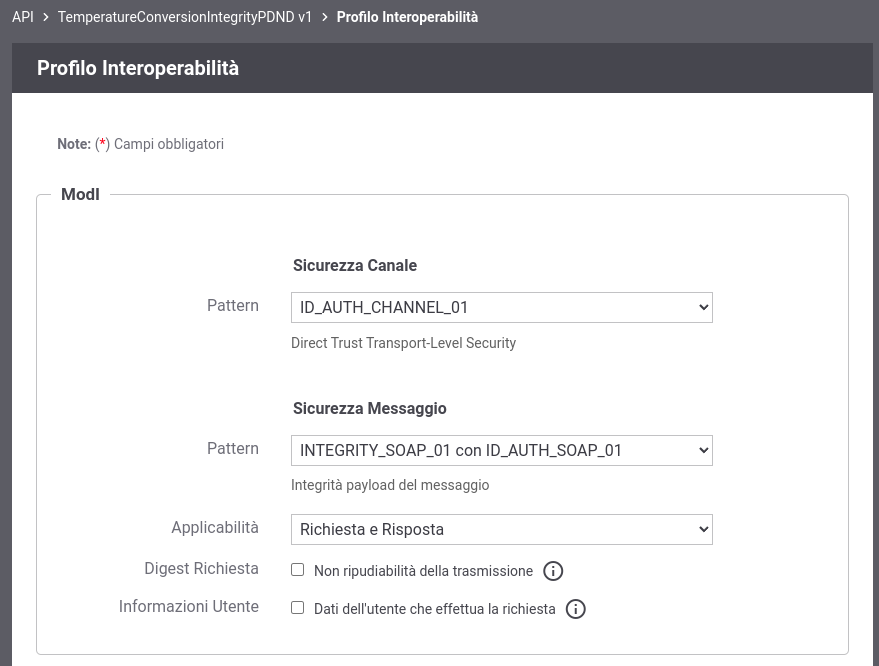 API > TemperatureConversionIntegrityPDND v1 > Profilo Interoperabilità
Profilo Interoperabilità
Note: (*) Campi obbligatori
ModI
Sicurezza Canale
Pattern ID_AUTH_CHANNEL_01
Direct Trust Transport-Level Security
Sicurezza Messaggio
Pattern INTEGRITY_SOAP_01 con ID_AUTH_SOAP_01
Integrità payload del messaggio
Applicabilità Richiesta e Risposta
Digest Richiesta Non ripudiabilità della trasmissione
Informazioni Utente Dati dell'utente che effettua la richiesta